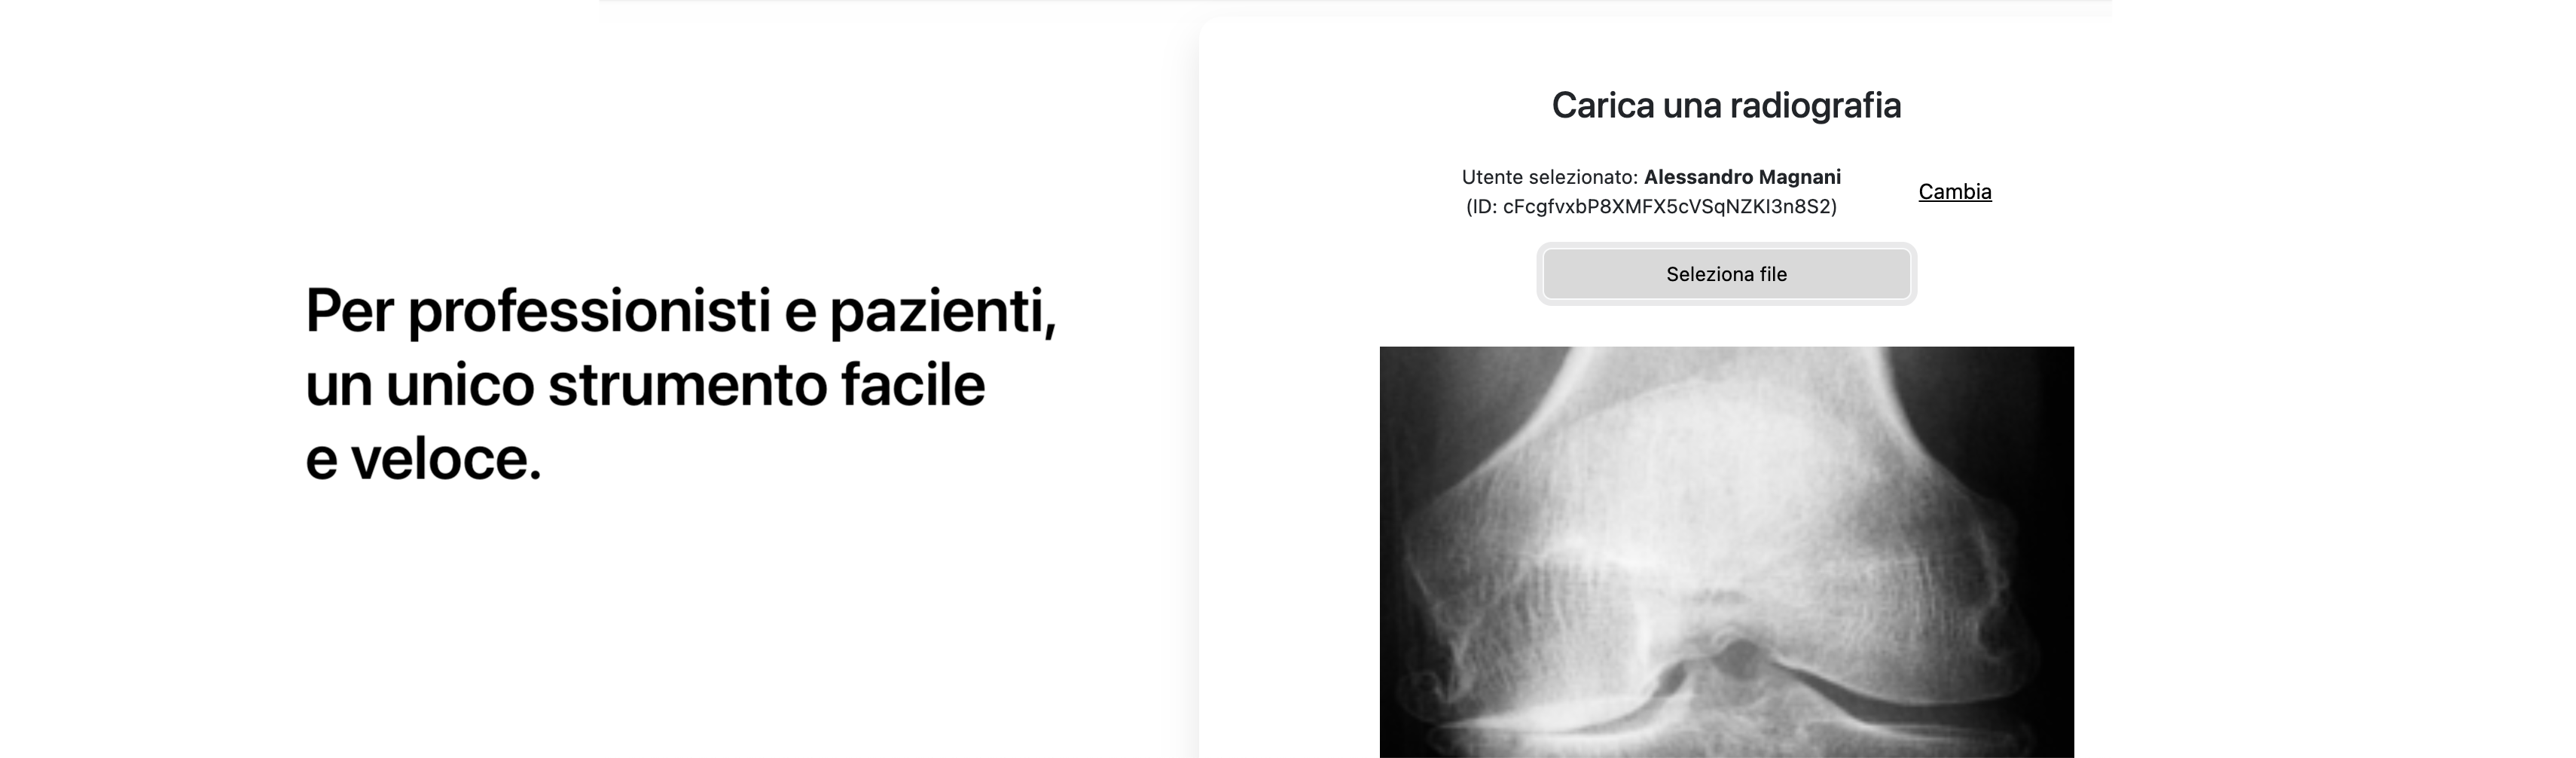 Per professionisti e pazienti,
un unico strumento facile
e veloce.
Carica una radiografia
Utente selezionato: Alessandro Magnani
(ID: cFcgfvxbP8XMFX5cVSqNZKI3n8S2)
Cambia
Seleziona file